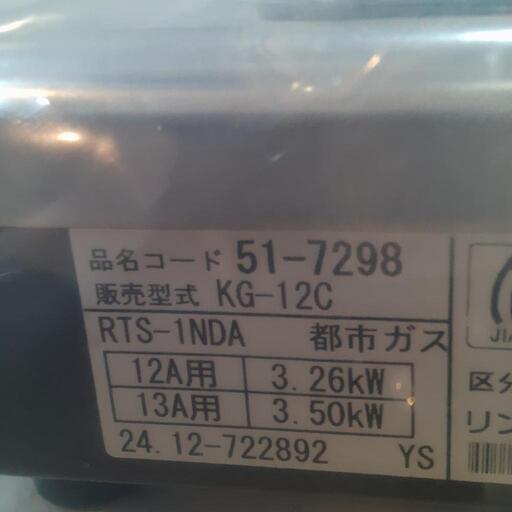 品名コード 51-7298
販売型式 KG-12C
RTS-1NDA 都市ガス
12A用 3.26kW
13A用 3.50kW
24.12-722892 YS
JIA
区分
リン